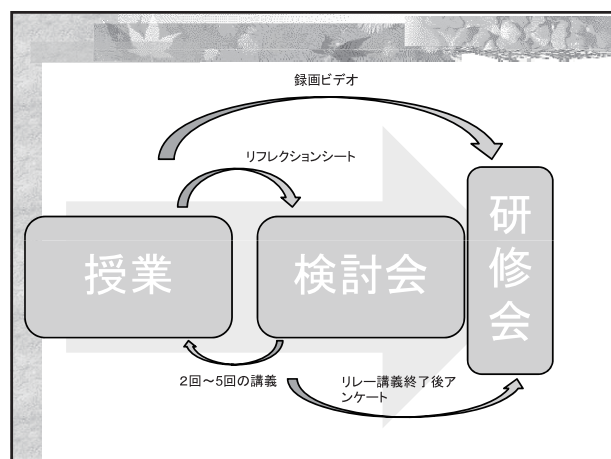 録画ビデオ
リフレクションシート
授業
検討会
研修会
2回~5回の講義
リレー講義終了後ア
ンケート